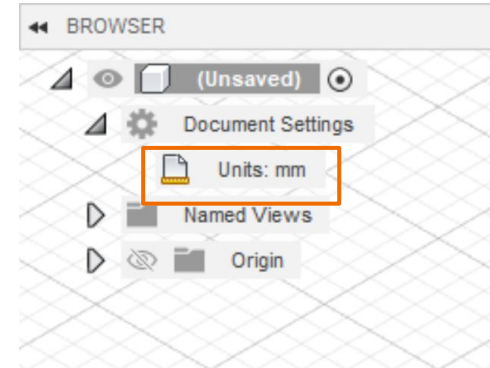 BROWSER
(Unsaved)
Document Settings
Units: mm
Named Views
Origin